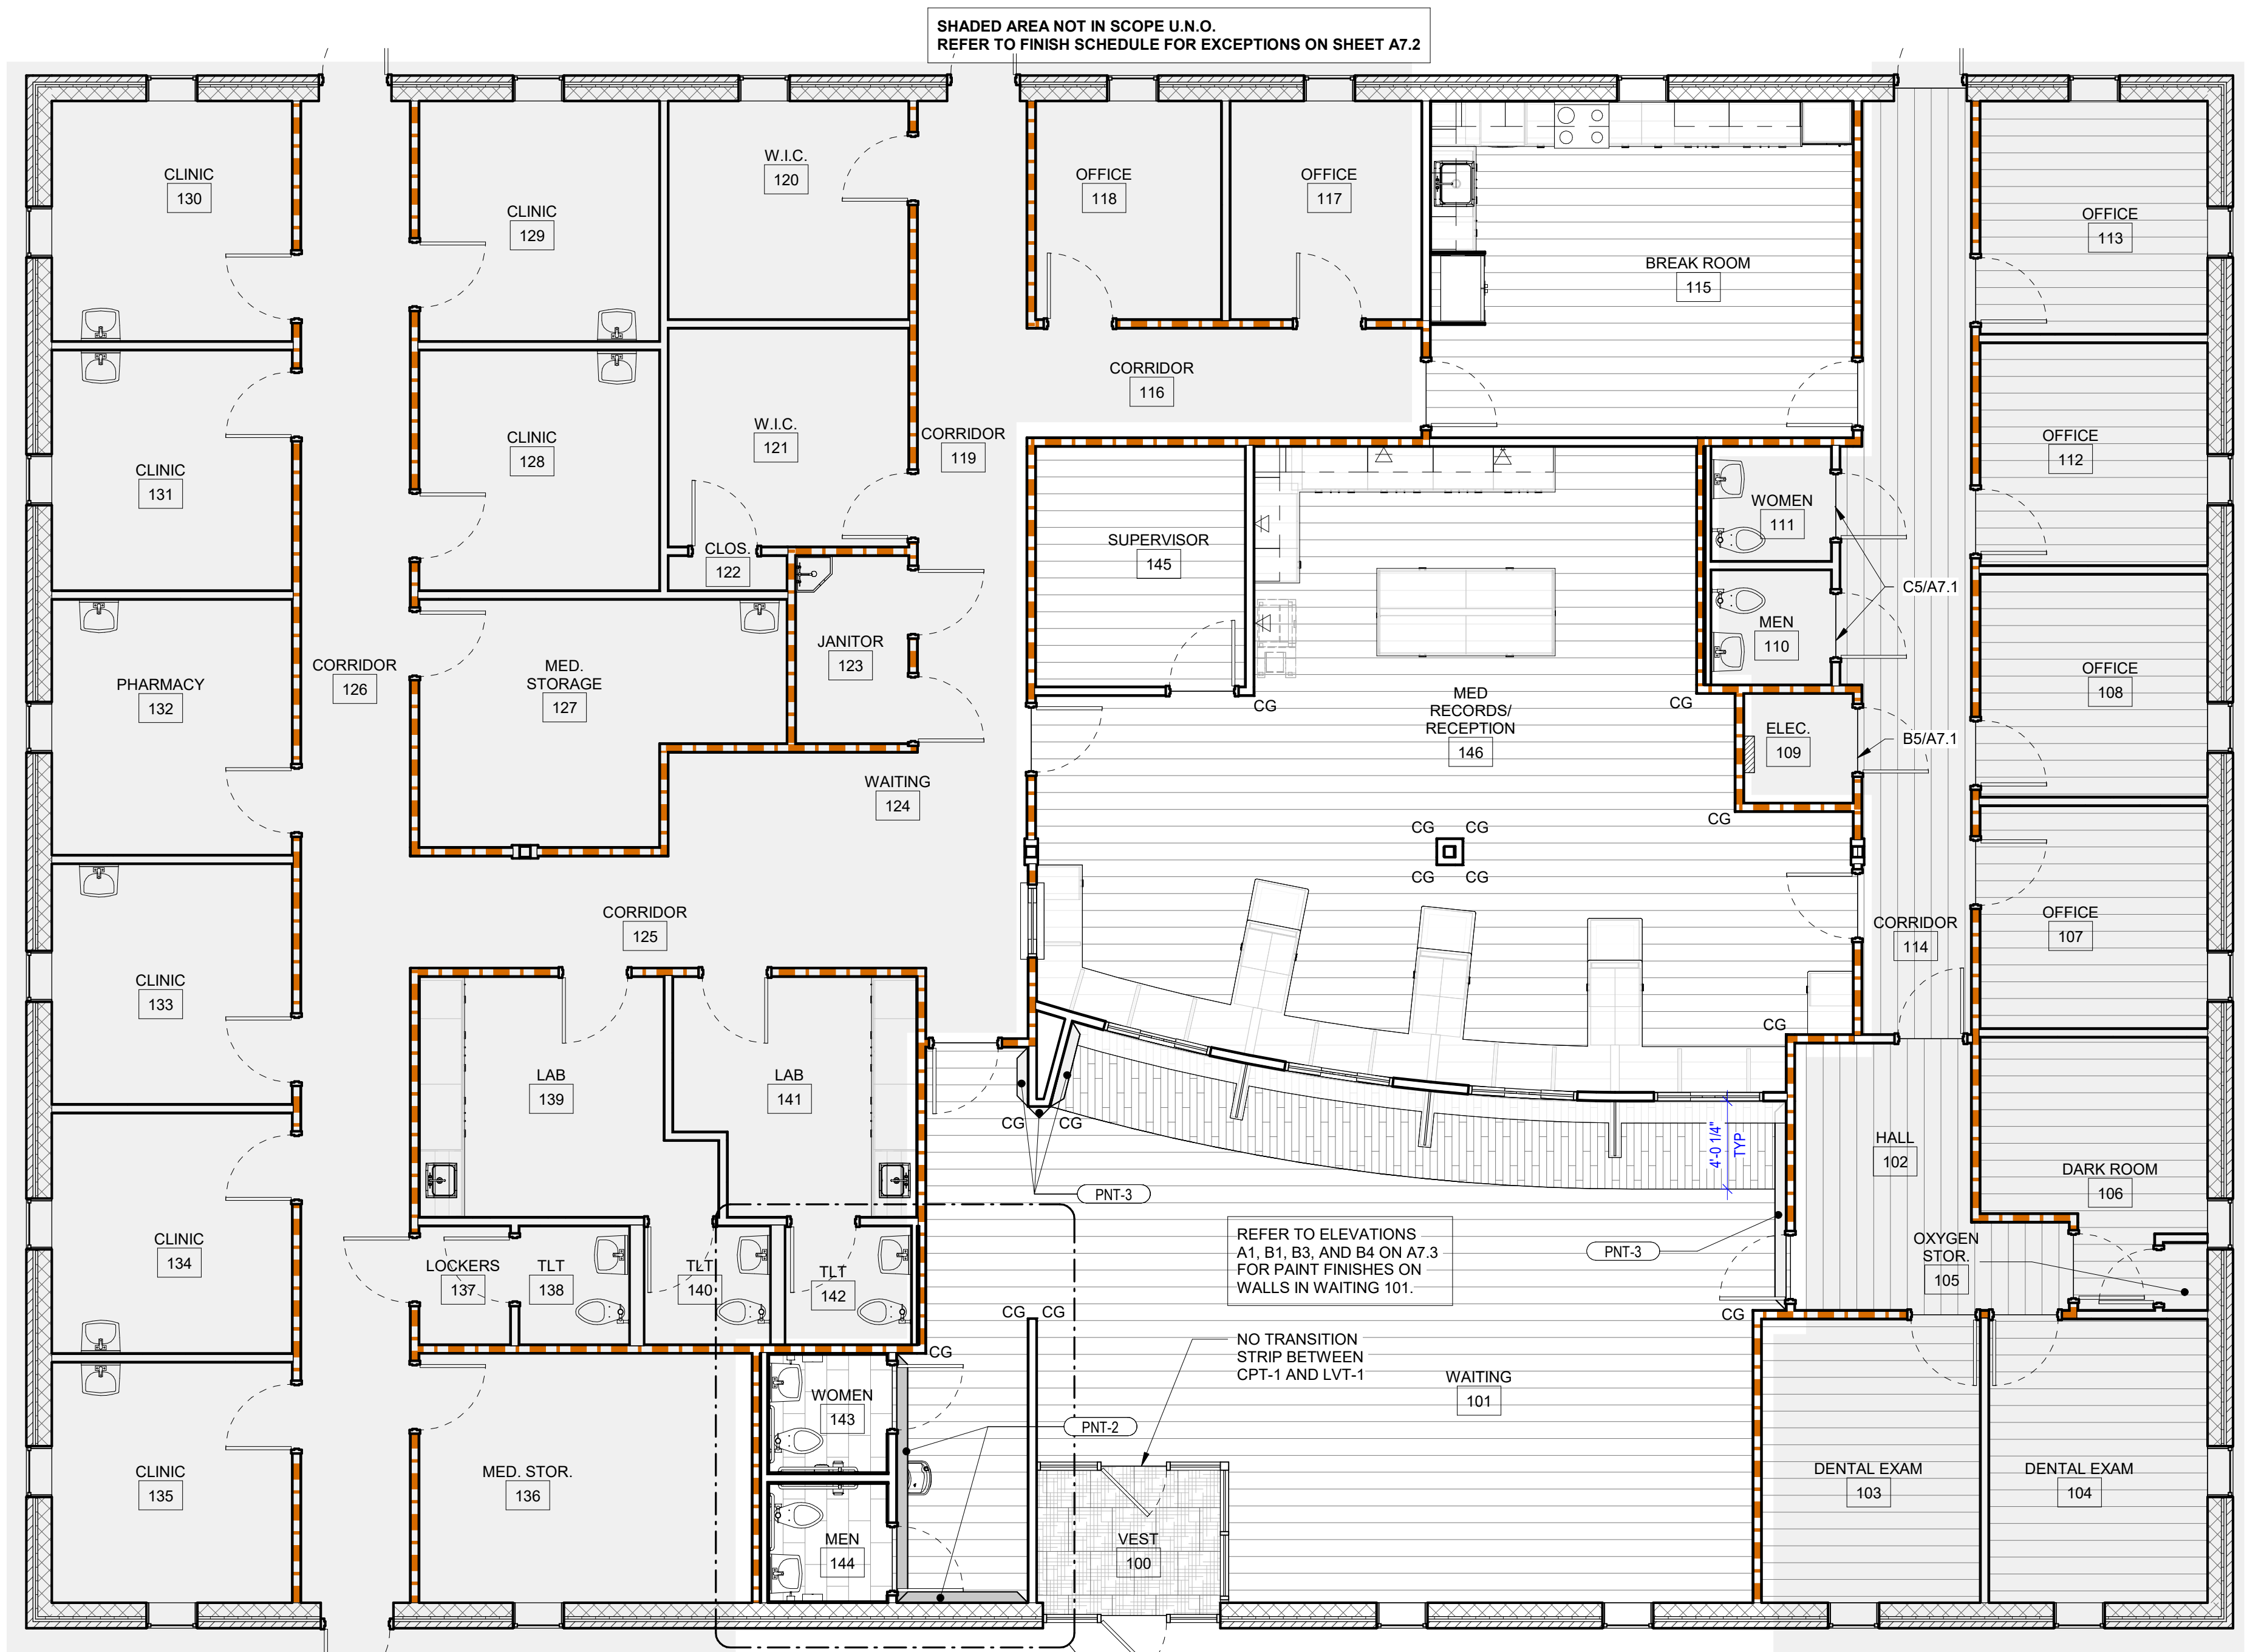 SHADED AREA NOT IN SCOPE U.N.O.
REFER TO FINISH SCHEDULE FOR EXCEPTIONS ON SHEET A7.2
CLINIC
130
CLINIC
129
W.I.C.
120
OFFICE
118
OFFICE
117
BREAK ROOM
115
OFFICE
113
CORRIDOR
116
CLINIC
131
CLINIC
128
W.I.C.
121
CORRIDOR
119
OFFICE
112
WOMEN
111
SUPERVISOR
145
CLOS.
122
C5/A7.1
MEN
110
JANITOR
123
CORRIDOR
126
PHARMACY
132
MED.
STORAGE
127
CG
MED
RECORDS/
RECEPTION
146
CG
ELEC.
109
B5/A7.1
OFFICE
108
WAITING
124
CG
CG
CG
CG
CG
CORRIDOR
125
CORRIDOR
114
OFFICE
107
CLINIC
133
CG
LAB
139
LAB
141
CG
CG
4'-0 1/4"
TYP
HALL
102
DARK ROOM
106
PNT-3
REFER TO ELEVATIONS
A1, B1, B3, AND B4 ON A7.3
FOR PAINT FINISHES ON
WALLS IN WAITING 101.
PNT-3
OXYGEN
STOR.
105
CLINIC
134
LOCKERS
137
TLT
138
TLT
140
TLT
142
CG
CG
CG
CG
NO TRANSITION
STRIP BETWEEN
CPT-1 AND LVT-1
WAITING
101
WOMEN
143
PNT-2
CLINIC
135
MED. STOR.
136
DENTAL EXAM
103
DENTAL EXAM
104
MEN
144
VEST
100